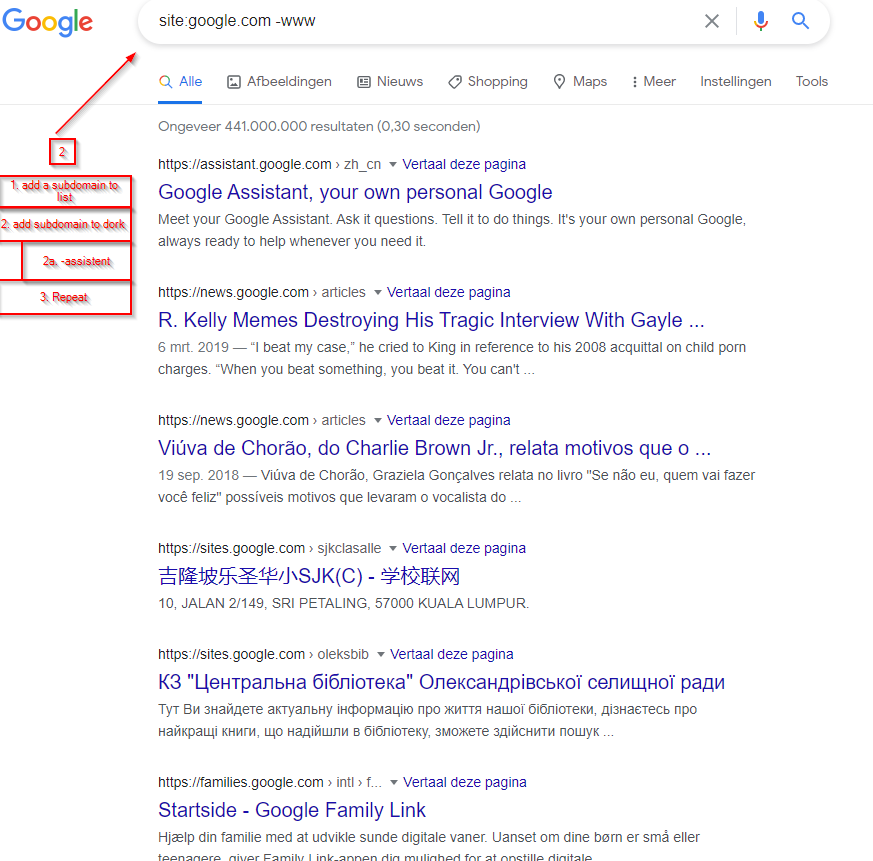 Google
site:google.com -www
Alle Afbeeldingen Nieuws Shopping Maps Meer Instellingen Tools
Ongeveer 441.000.000 resultaten (0,30 seconden)
2
1. add a subdomain to
list
2. add subdomain to dork
2a. -assistent
3. Repeat
https://assistant.google.com › zh_cn Vertaal deze pagina
Google Assistant, your own personal Google
Meet your Google Assistant. Ask it questions. Tell it to do things. It's your own personal Google,
always ready to help whenever you need it.
https://news.google.com › articles Vertaal deze pagina
R. Kelly Memes Destroying His Tragic Interview With Gayle ...
6 mrt. 2019 — “I beat my case,” he cried to King in reference to his 2008 acquittal on child porn
charges. “When you beat something, you beat it. You can't ...
https://news.google.com › articles Vertaal deze pagina
Viúva de Chorão, do Charlie Brown Jr., relata motivos que o ...
19 sep. 2018 — Viúva de Chorão, Graziela Gonçalves relata no livro "Se não eu, quem vai fazer
você feliz" possíveis motivos que levaram o vocalista do ...
https://sites.google.com › sjkclasalle Vertaal deze pagina
吉隆坡乐圣华小SJK(C) - 学校联网
10, JALAN 2/149, SRI PETALING, 57000 KUALA LUMPUR.
https://sites.google.com › oleksbib Vertaal deze pagina
КЗ "Центральна бібліотека" Олександрівської селищної ради
Тут Ви знайдете актуальну інформацію про життя нашої бібліотеки, дізнаєтесь про
найкращі книги, що надійшли в бібліотеку, зможете здійснити пошук ...
https://families.google.com › intl › f... Vertaal deze pagina
Startside - Google Family Link
Hjælp din familie med at udvikle sunde digitale vaner. Uanset om dine børn er små eller
teenagere, giver Family Link-appen dig mulighed for at opstille digitale